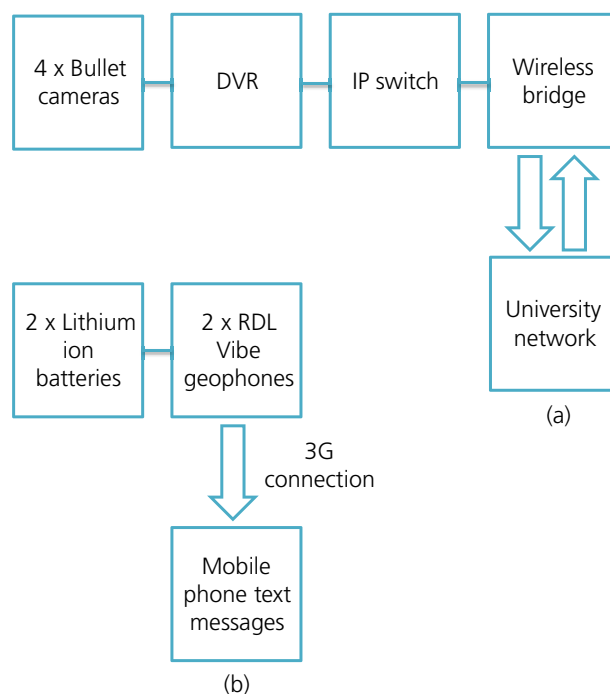 4 x Bullet
cameras
DVR
IP switch
Wireless
bridge
University
network
(a)
2 x Lithium
ion
batteries
2 x RDL
Vibe
geophones
3G
connection
Mobile
phone text
messages
(b)